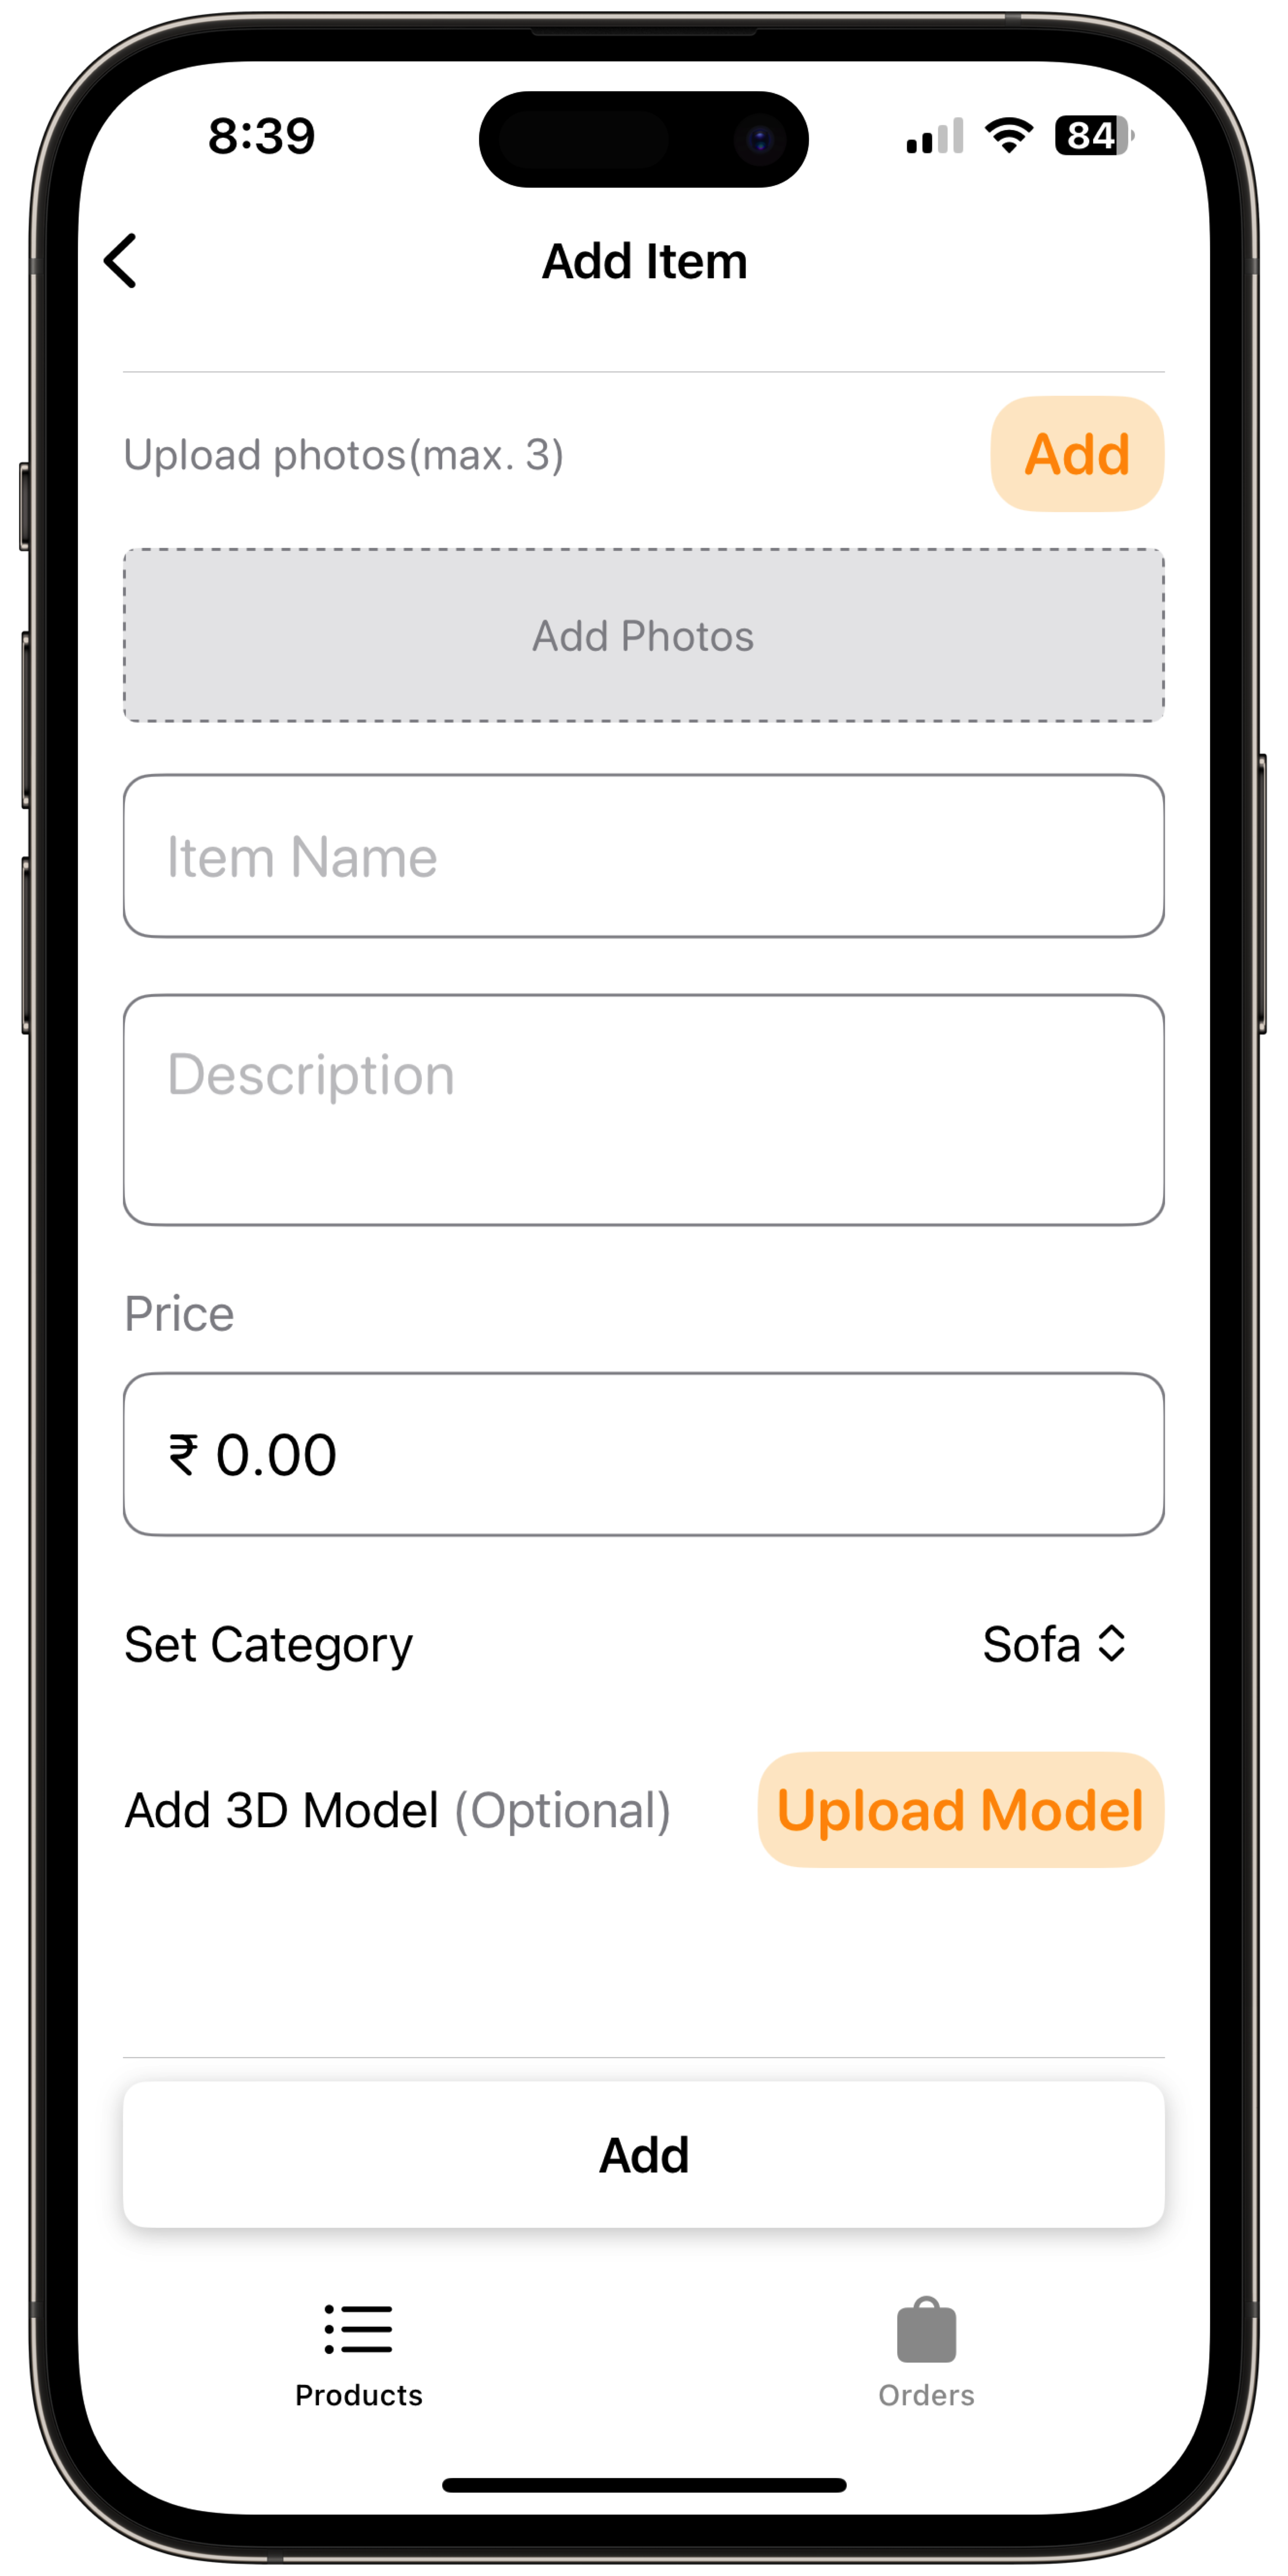 8:39 84
Add Item
Upload photos(max. 3) Add
Add Photos
Item Name
Description
Price
₹ 0.00
Set Category Sofa
Add 3D Model (Optional) Upload Model
Add
Products Orders